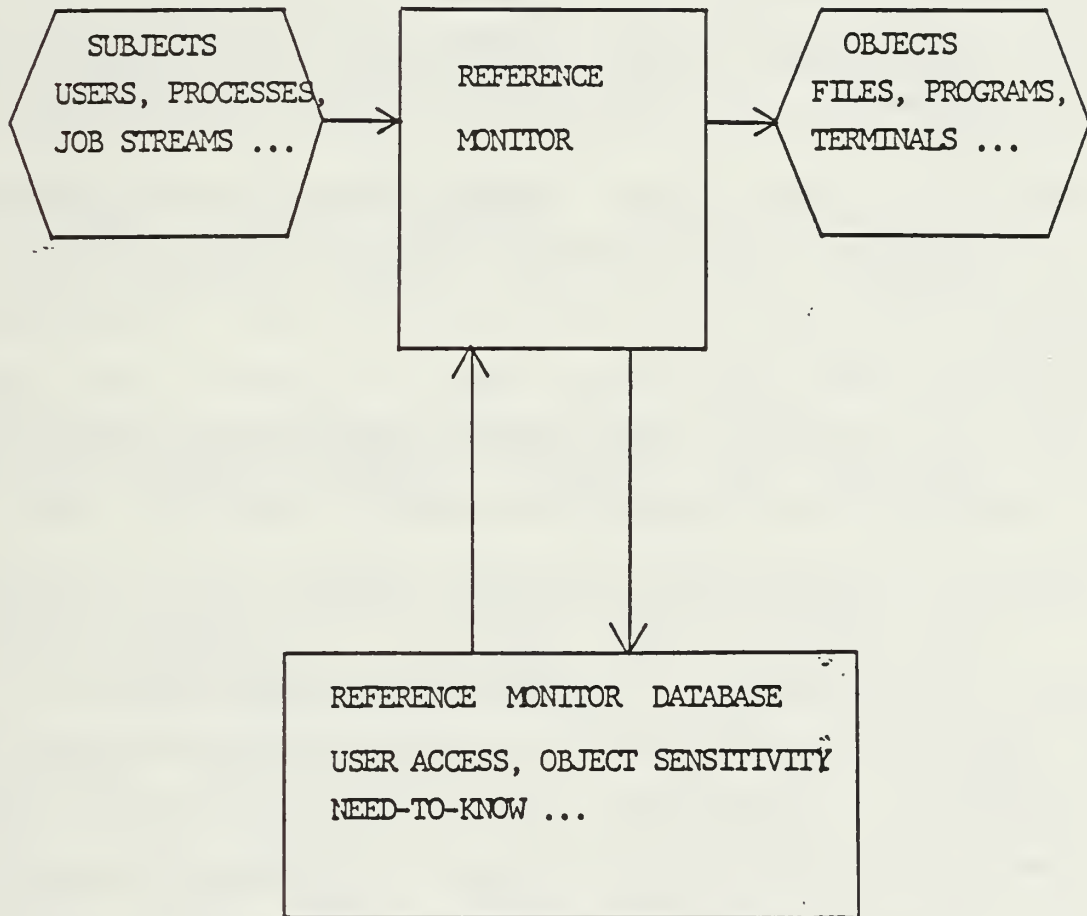 SUBJECTS
USERS, PROCESSES,
JOB STREAMS ...
REFERENCE
MONITOR
OBJECTS
FILES, PROGRAMS,
TERMINALS ...
REFERENCE MONITOR DATABASE
USER ACCESS, OBJECT SENSITIVITY
NEED-TO-KNOW ...